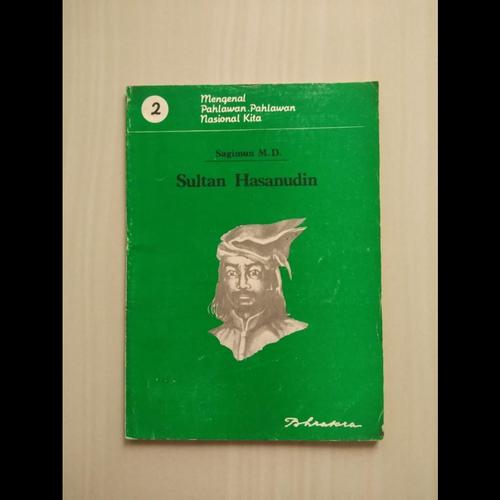 2
Mengenal
Pahlawan-Pahlawan
Nasional Kita
Sagimun M.D.
Sultan Hasanudin
Bhratara